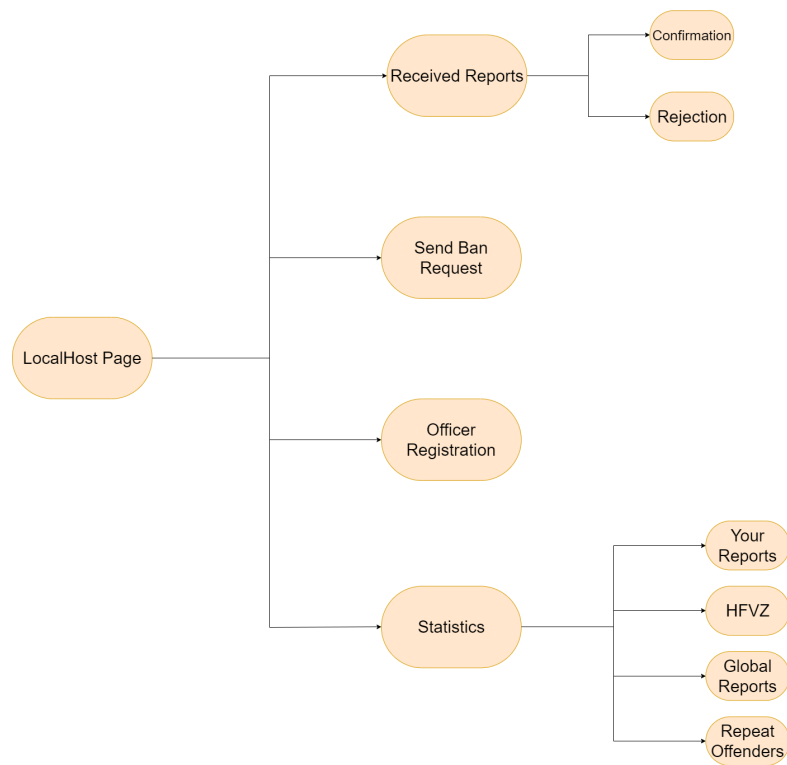 Confirmation
Received Reports
Rejection
Send Ban
Request
LocalHost Page
Officer
Registration
Your
Reports
HFVZ
Statistics
Global
Reports
Repeat
Offenders